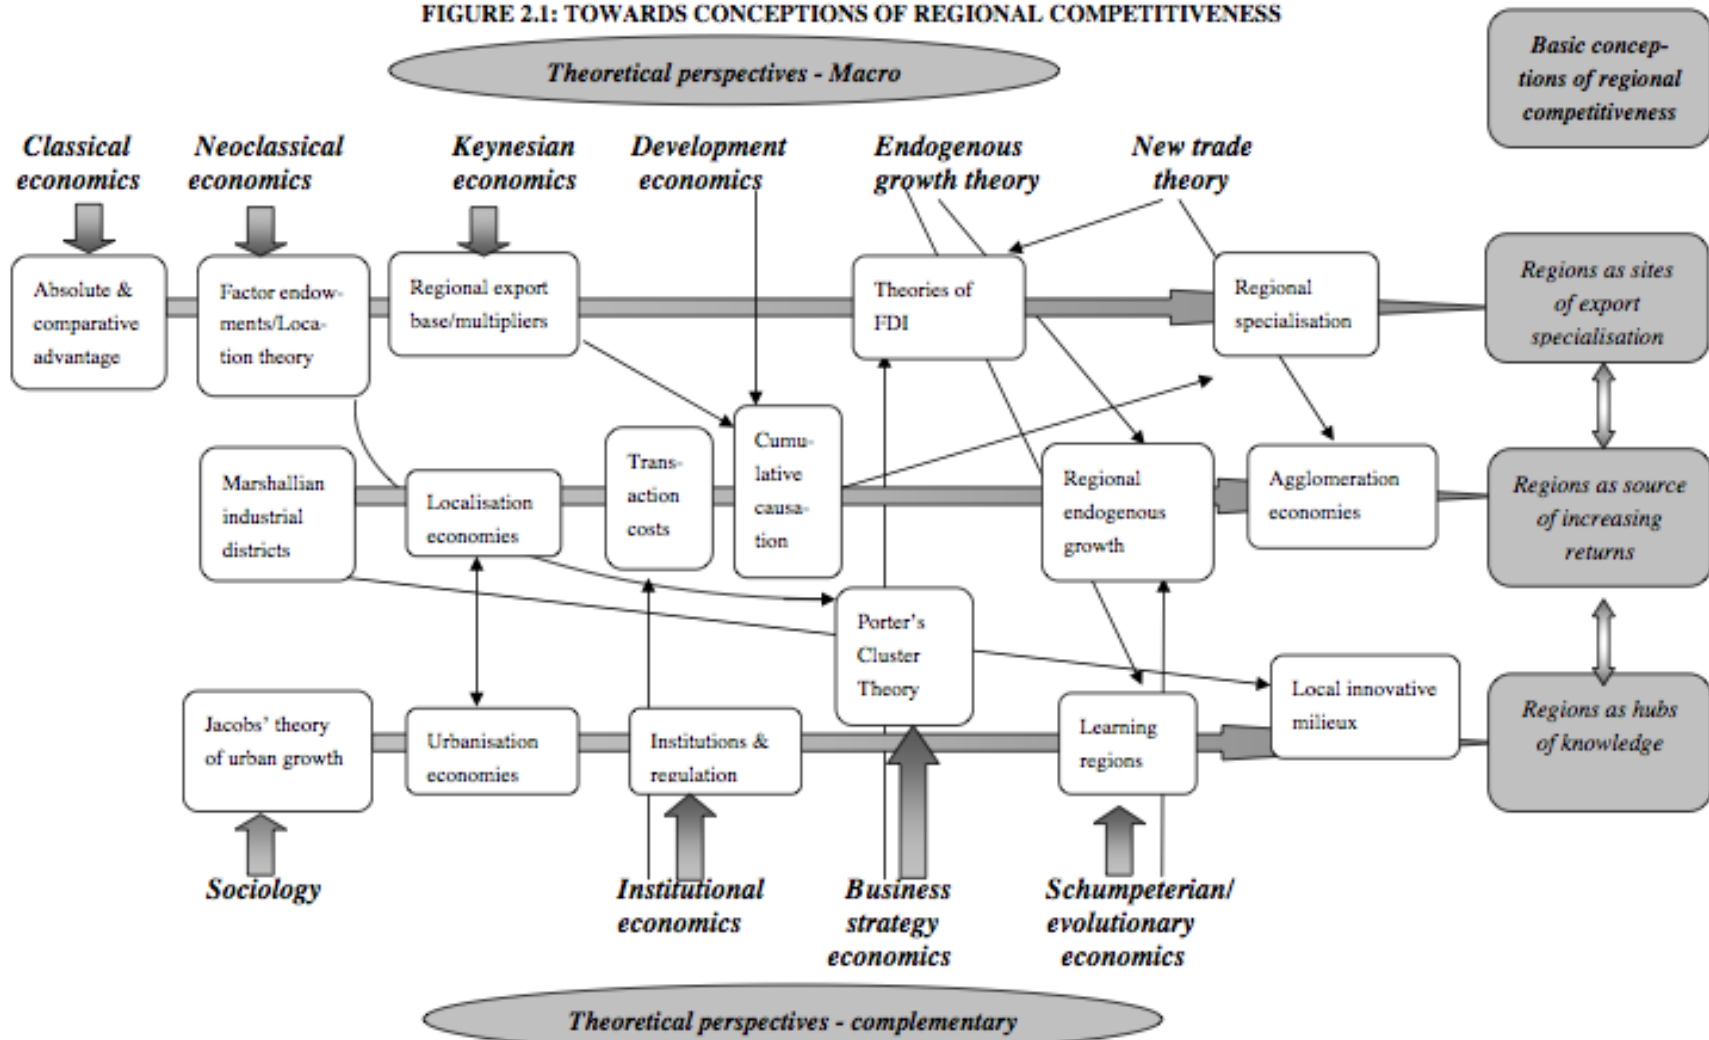 FIGURE 2.1: TOWARDS CONCEPTIONS OF REGIONAL COMPETITIVENESS
Theoretical perspectives - Macro
Basic concep-
tions of regional
competitiveness
Classical
economics
Neoclassical
economics
Keynesian
economics
Development
economics
Endogenous
growth theory
New trade
theory
Absolute &
comparative
advantage
Factor endow-
ments/Loca-
tion theory
Regional export
base/multipliers
Theories of
FDI
Regional
specialisation
Regions as sites
of export
specialisation
Marshallian
industrial
districts
Localisation
economies
Trans-
action
costs
Cumu-
lative
causa-
tion
Regional
endogenous
growth
Agglomeration
economies
Regions as source
of increasing
returns
Porter's
Cluster
Theory
Jacobs' theory
of urban growth
Urbanisation
economies
Institutions &
regulation
Learning
regions
Local innovative
milieux
Regions as hubs
of knowledge
Sociology
Institutional
economics
Business
strategy
economics
Schumpeterian/
evolutionary
economics
Theoretical perspectives - complementary